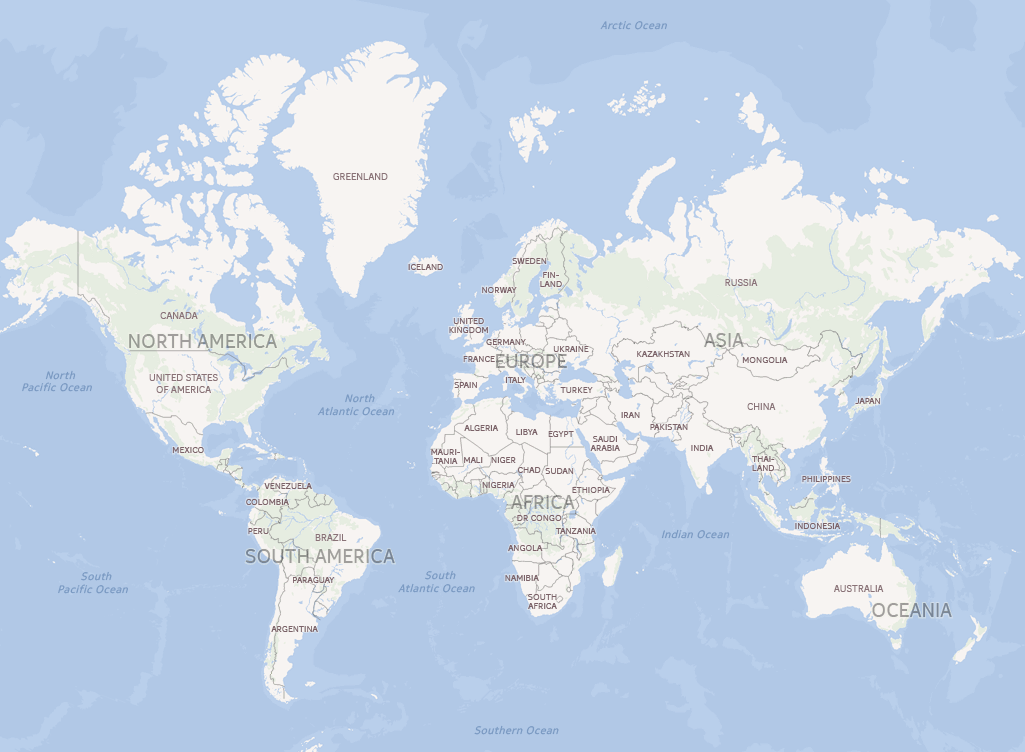 Arctic Ocean
GREENLAND
ICELAND
SWEDEN
FIN-
LAND
NORWAY
RUSSIA
CANADA
NORTH AMERICA
UNITED
KINGDOM
GERMANY
UKRAINE
FRANCE
EUROPE
KAZAKHSTAN
ASIA
MONGOLIA
North
Pacific Ocean
UNITED STATES
OF AMERICA
SPAIN
ITALY
TURKEY
North
Atlantic Ocean
CHINA
JAPAN
IRAN
PAKISTAN
ALGERIA
LIBYA
EGYPT
SAUDI
ARABIA
INDIA
MEXICO
MAURI-
TANIA
MALI
NIGER
CHAD
SUDAN
THAI-
LAND
PHILIPPINES
VENEZUELA
COLOMBIA
NIGERIA
ETHIOPIA
AFRICA
DR CONGO
TANZANIA
INDONESIA
PERU
BRAZIL
SOUTH AMERICA
Indian Ocean
ANGOLA
South
Pacific Ocean
PARAGUAY
South
Atlantic Ocean
NAMIBIA
SOUTH
AFRICA
AUSTRALIA
OCEANIA
ARGENTINA
Southern Ocean